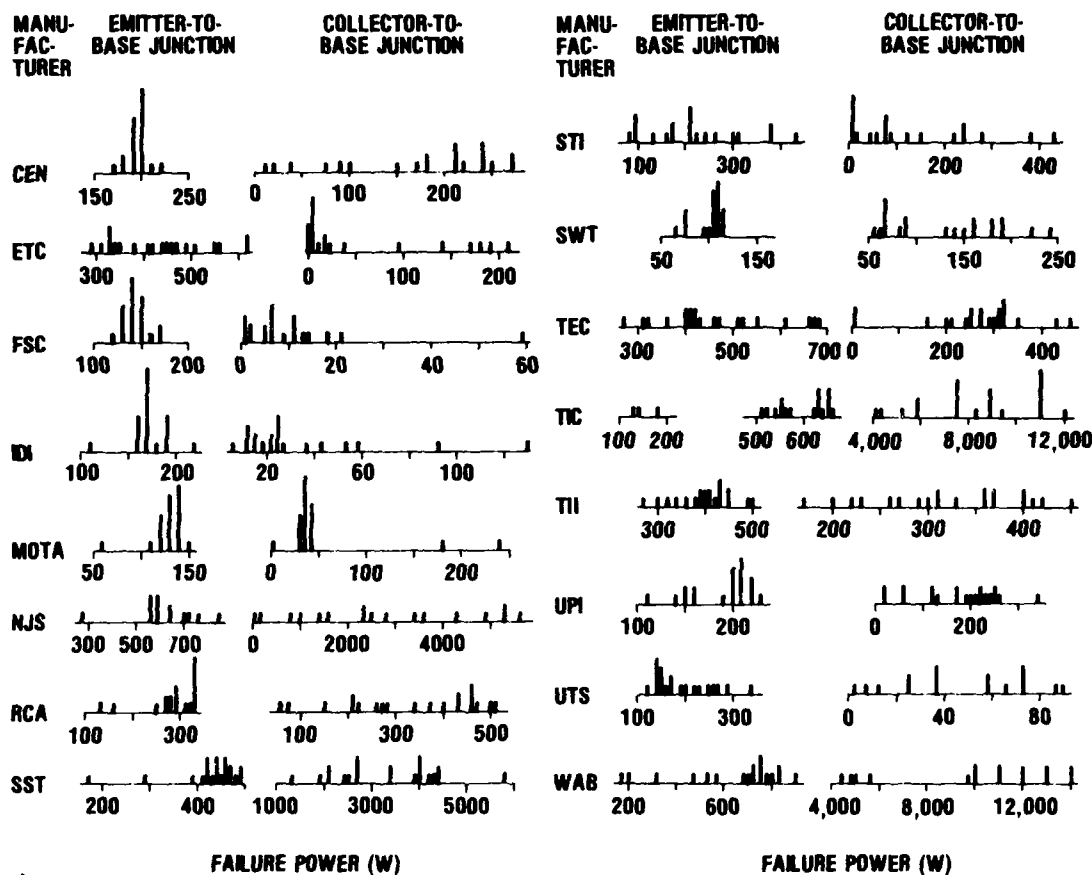 MANU- EMITTER-TO- COLLECTOR-TO-
FAC- BASE JUNCTION BASE JUNCTION
TURER
CEN
150 250 0 100 200
ETC
300 500 0 100 200
FSC
100 200 0 20 40 60
IDI
100 200 20 60 100
MOTA
50 150 0 100 200
NJS
300 500 700 0 2000 4000
RCA
100 300 100 300 500
SST
200 400 1000 3000 5000
FAILURE POWER (W)
MANU- EMITTER-TO- COLLECTOR-TO-
FAC- BASE JUNCTION BASE JUNCTION
TURER
STI
100 300 0 200 400
SWT
50 150 50 150 250
TEC
300 500 700 0 200 400
TIC
100 200 500 600 4,000 8,000 12,000
TII
300 500 200 300 400
UPI
100 200 0 200
UTS
100 300 0 40 80
WAB
200 600 4,000 8,000 12,000
FAILURE POWER (W)